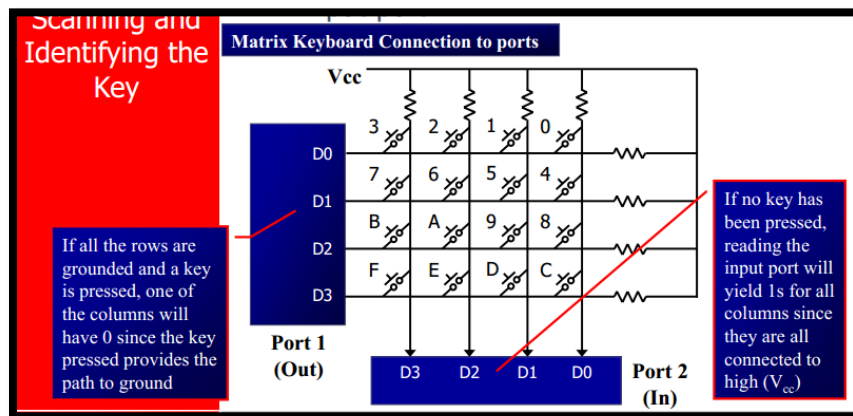 Scanning and
Identifying the
Key
Matrix Keyboard Connection to ports
Vcc
3 2 1 0
D0
7 6 5 4
D1
B A 9 8
D2
F E D C
D3
If all the rows are
grounded and a key
is pressed, one of
the columns will
have 0 since the key
pressed provides the
path to ground
If no key has
been pressed,
reading the
input port will
yield 1s for all
columns since
they are all
connected to
high (Vcc)
Port 1
(Out)
D3 D2 D1 D0
Port 2
(In)